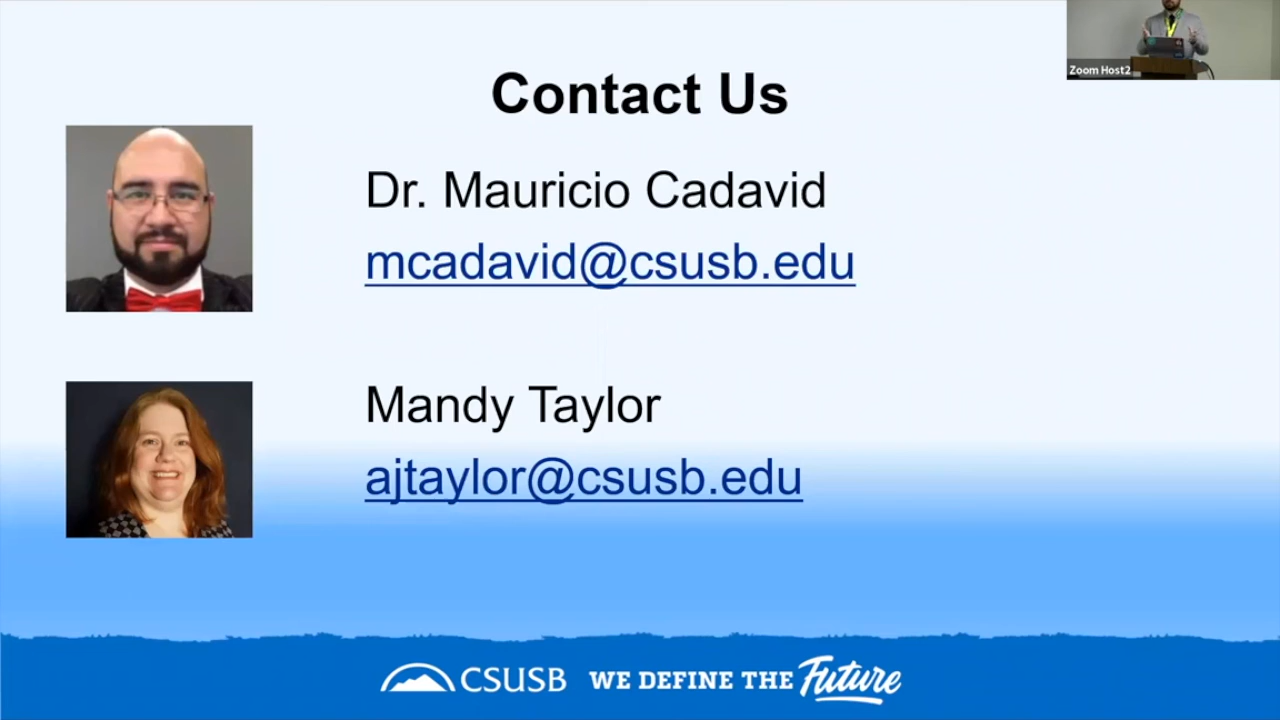 Zoom Host2
Contact Us
Dr. Mauricio Cadavid
mcadavid@csusb.edu
Mandy Taylor
ajtaylor@csusb.edu
CSUSB WE DEFINE THE Future